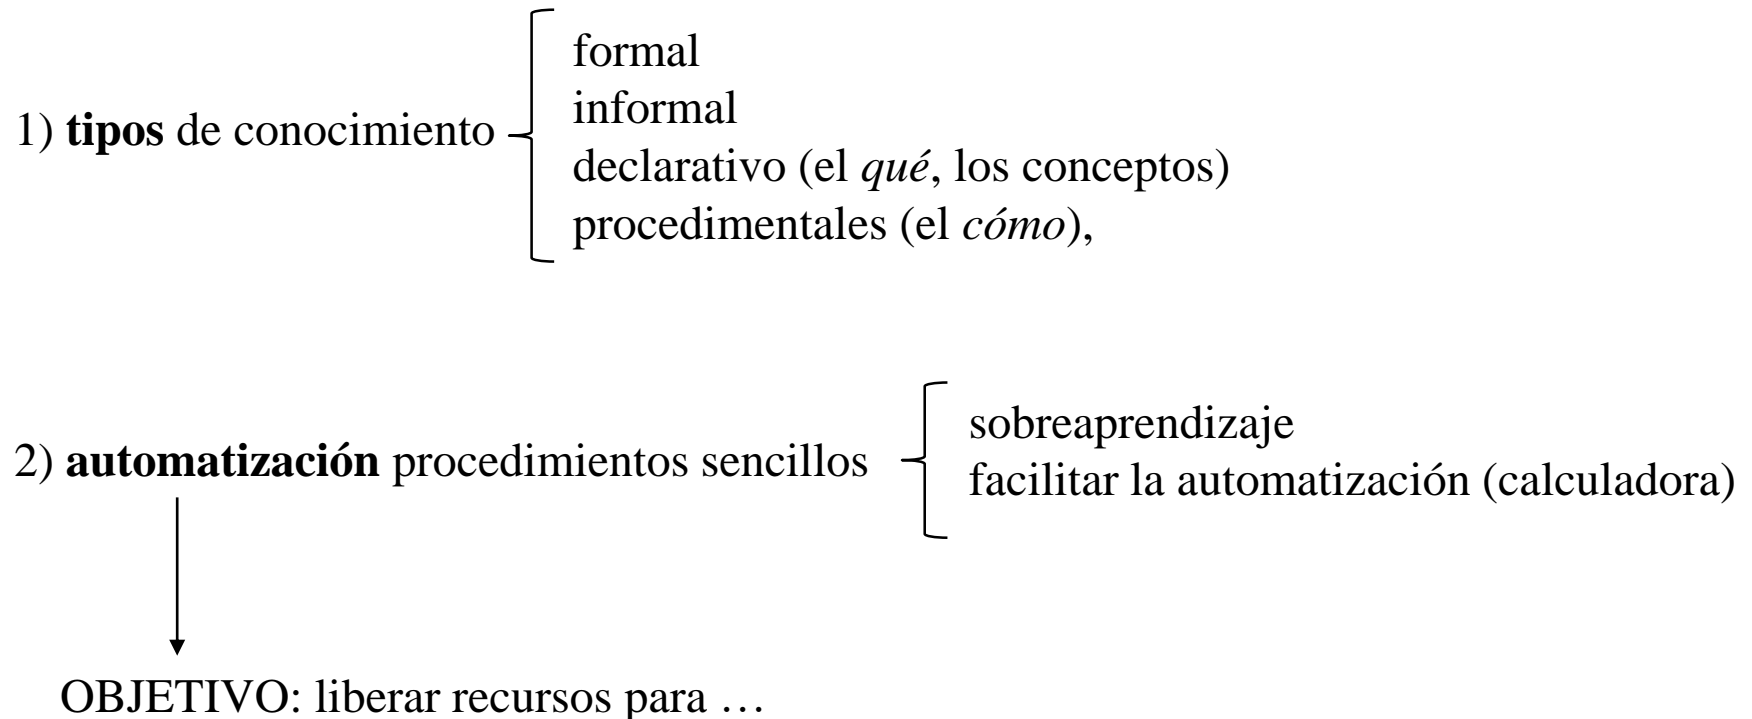 formal
informal
1) tipos de conocimiento
declarativo (el qué, los conceptos)
procedimentales (el cómo),
sobreaprendizaje
2) automatización procedimientos sencillos
facilitar la automatización (calculadora)
OBJETIVO: liberar recursos para …